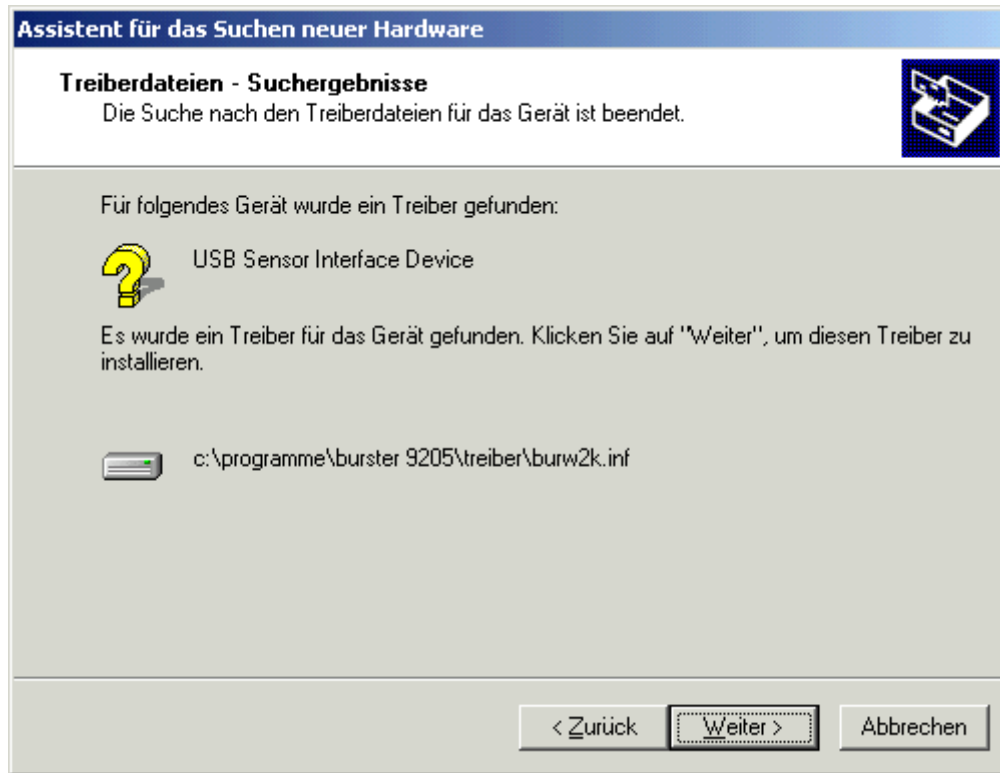 Assistent für das Suchen neuer Hardware
Treiberdateien - Suchergebnisse
Die Suche nach den Treiberdateien für das Gerät ist beendet.
Für folgendes Gerät wurde ein Treiber gefunden:
USB Sensor Interface Device
Es wurde ein Treiber für das Gerät gefunden. Klicken Sie auf "Weiter", um diesen Treiber zu
installieren.
c:\programme\burster 9205\treiber\burw2k.inf
< Zurück
Weiter >
Abbrechen